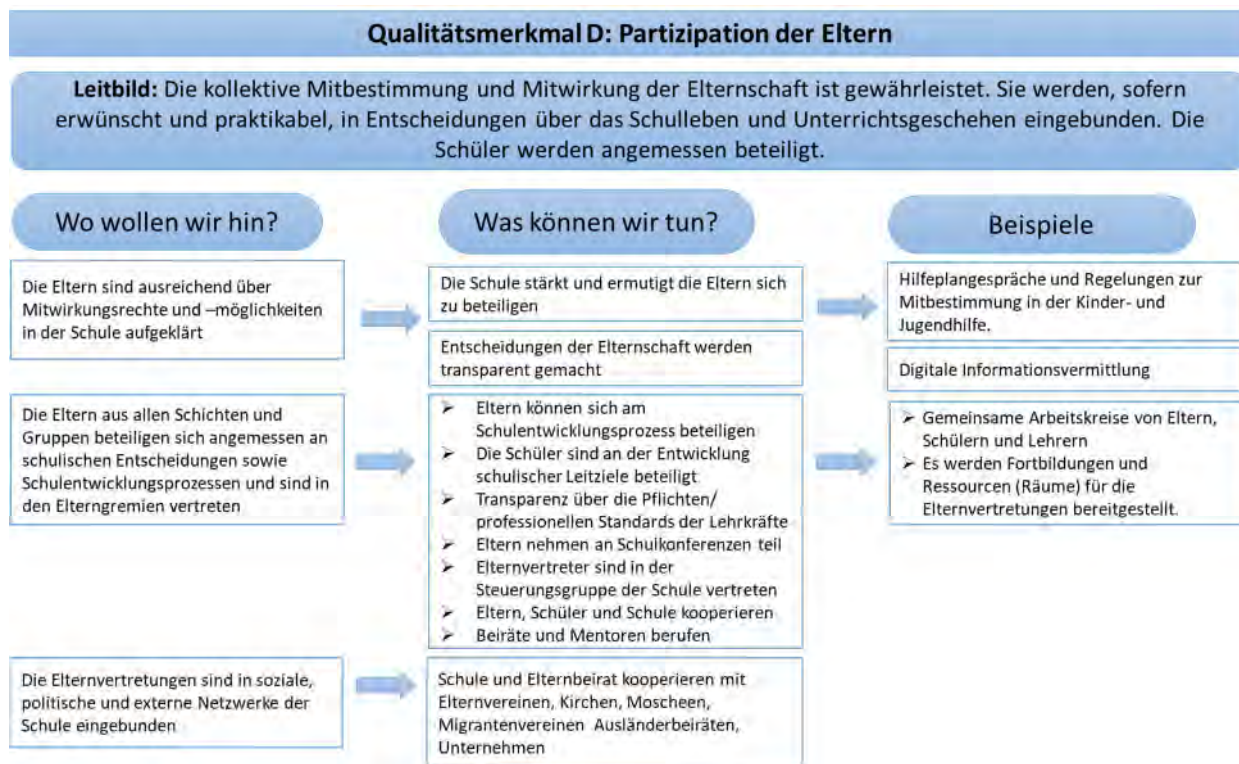 Qualitätsmerkmal D: Partizipation der Eltern
Leitbild: Die kollektive Mitbestimmung und Mitwirkung der Elternschaft ist gewährleistet. Sie werden, sofern
erwünscht und praktikabel, in Entscheidungen über das Schulleben und Unterrichtsgeschehen eingebunden. Die
Schüler werden angemessen beteiligt.
Wo wollen wir hin?
Was können wir tun?
Beispiele
Die Eltern sind ausreichend über
Mitwirkungsrechte und –möglichkeiten
in der Schule aufgeklärt
Die Schule stärkt und ermutigt die Eltern sich
zu beteiligen
Hilfeplangespräche und Regelungen zur
Mitbestimmung in der Kinder- und
Jugendhilfe.
Entscheidungen der Elternschaft werden
transparent gemacht
Digitale Informationsvermittlung
Die Eltern aus allen Schichten und
Gruppen beteiligen sich angemessen an
schulischen Entscheidungen sowie
Schulentwicklungsprozessen und sind in
den Elterngremien vertreten
➢ Eltern können sich am
Schulentwicklungsprozess beteiligen
➢ Die Schüler sind an der Entwicklung
schulischer Leitziele beteiligt
➢ Transparenz über die Pflichten/
professionellen Standards der Lehrkräfte
➢ Eltern nehmen an Schulkonferenzen teil
➢ Elternvertreter sind in der
Steuerungsgruppe der Schule vertreten
➢ Eltern, Schüler und Schule kooperieren
➢ Beiräte und Mentoren berufen
➢ Gemeinsame Arbeitskreise von Eltern,
Schülern und Lehrern
➢ Es werden Fortbildungen und
Ressourcen (Räume) für die
Elternvertretungen bereitgestellt.
Die Elternvertretungen sind in soziale,
politische und externe Netzwerke der
Schule eingebunden
Schule und Elternbeirat kooperieren mit
Elternvereinen, Kirchen, Moscheen,
Migrantenvereinen Ausländerbeiräten,
Unternehmen